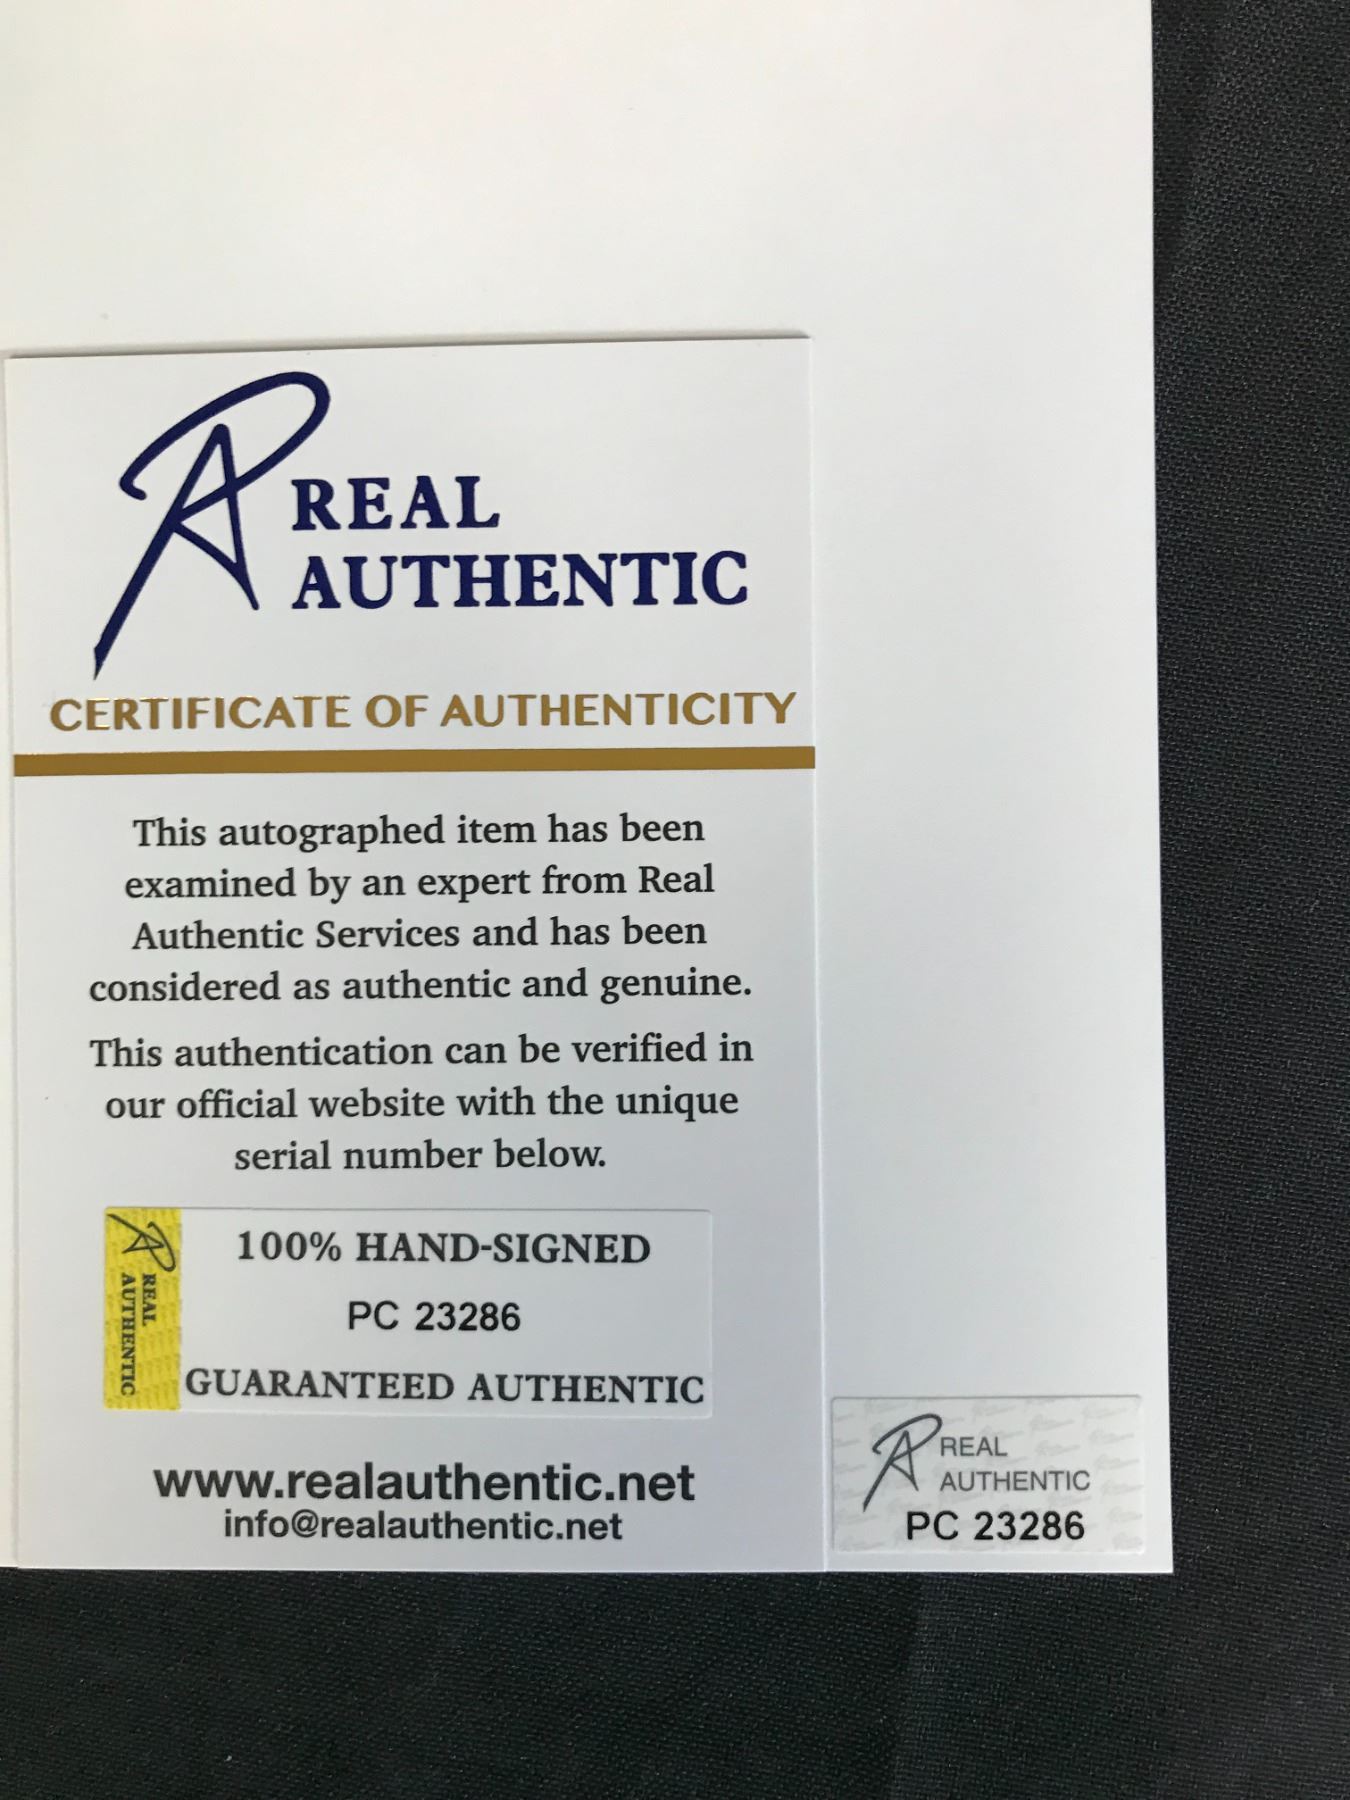 REAL
AUTHENTIC
CERTIFICATE OF AUTHENTICITY
This autographed item has been
examined by an expert from Real
Authentic Services and has been
considered as authentic and genuine.
This authentication can be verified in
our official website with the unique
serial number below.
REAL
AUTHENTIC
100% HAND-SIGNED
PC 23286
GUARANTEED AUTHENTIC
www.realauthentic.net
info@realauthentic.net
REAL
AUTHENTIC
PC 23286